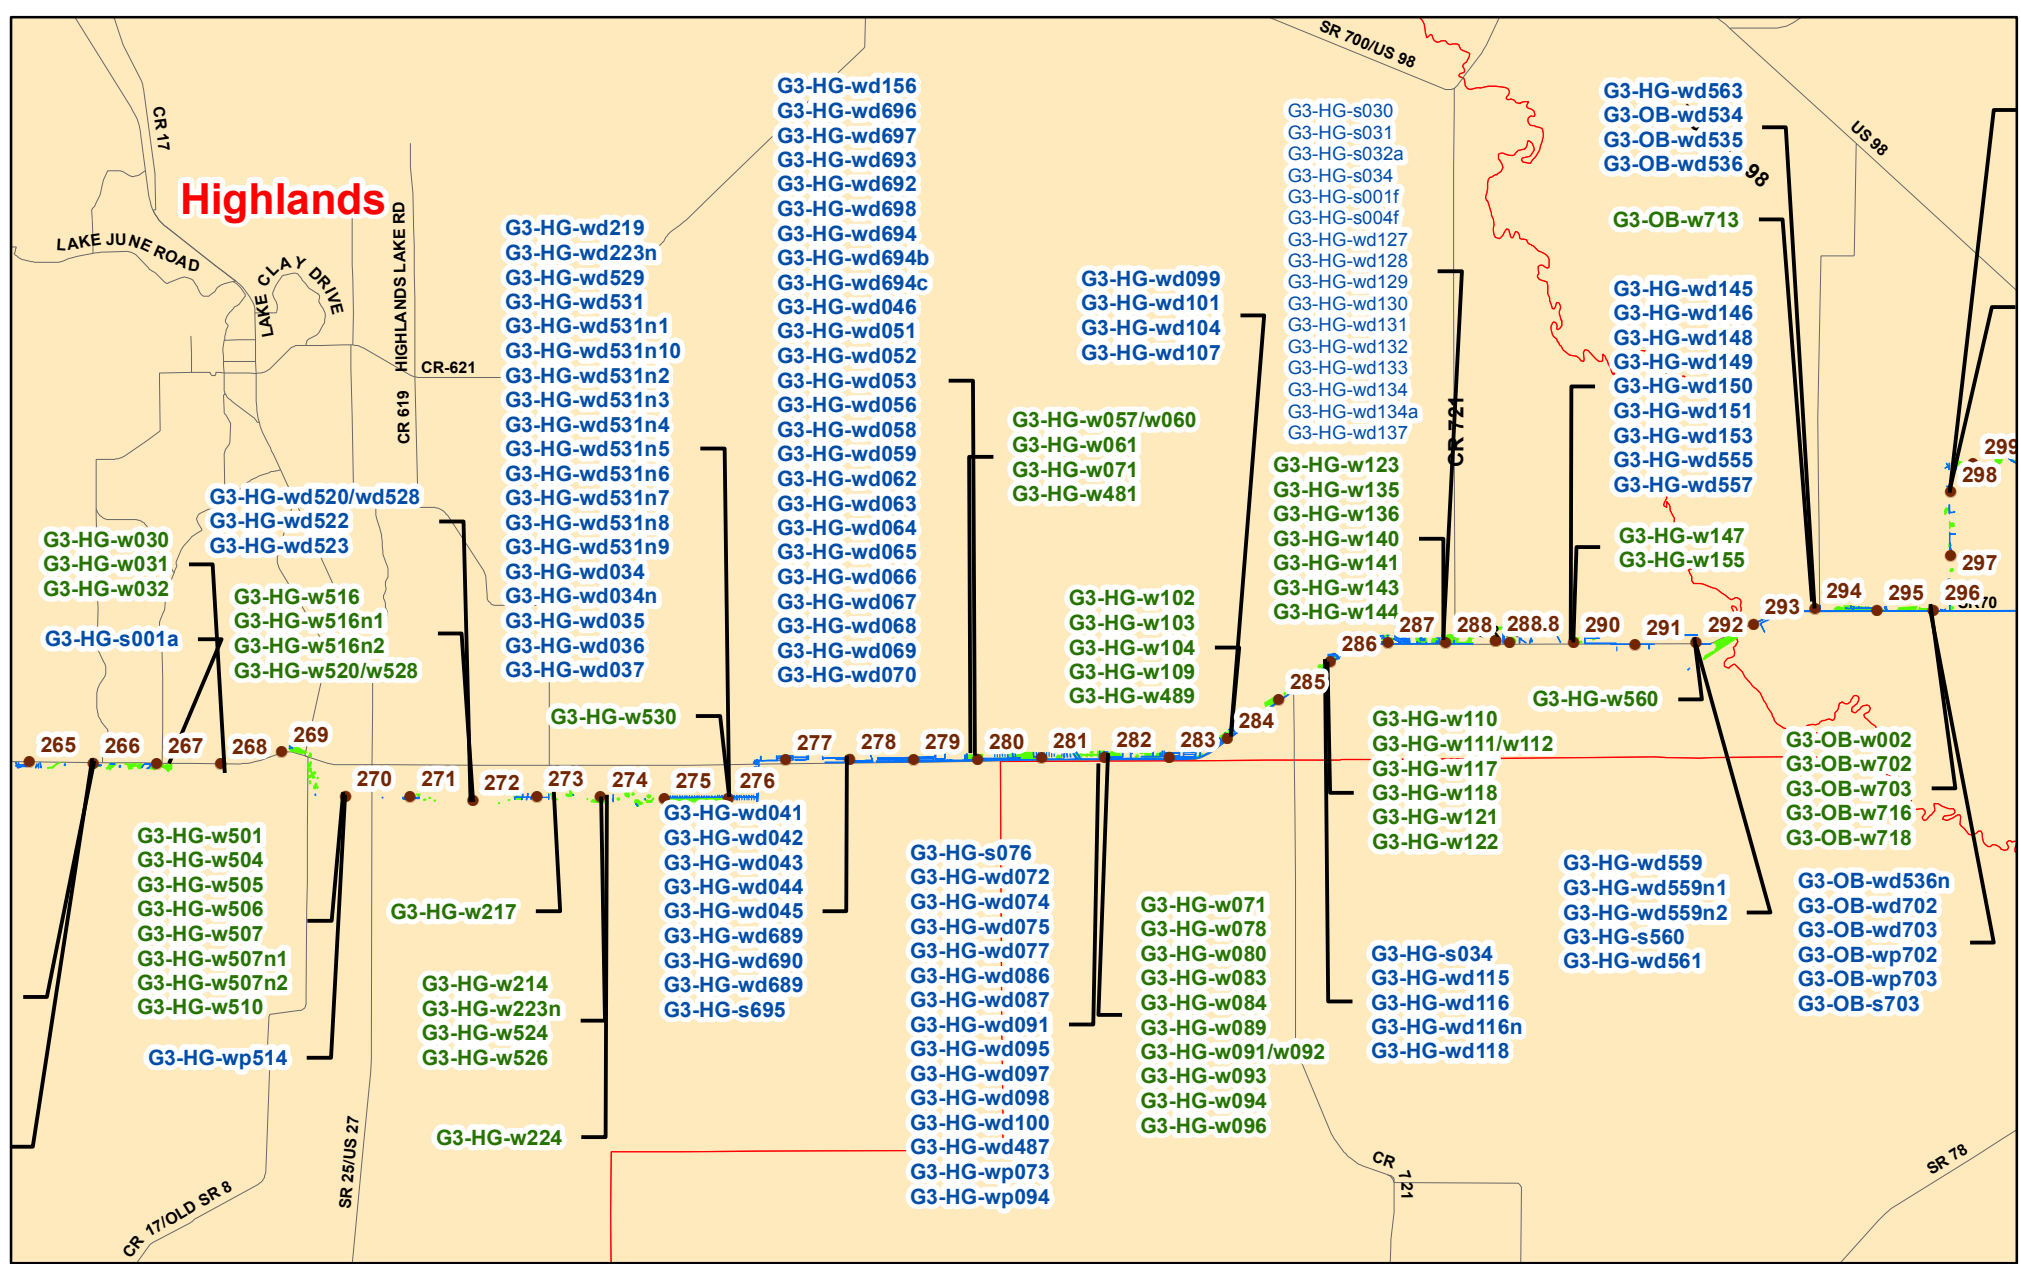 SR 700/US 98
CR 17
Highlands
LAKE JUNE ROAD
LAKE CLAY DRIVE
HIGHLANDS LAKE RD
CR 619
CR-621
US 98
98
CR 721
G3-HG-w030
G3-HG-w031
G3-HG-w032
G3-HG-s001a
G3-HG-wd520/wd528
G3-HG-wd522
G3-HG-wd523
G3-HG-w516
G3-HG-w516n1
G3-HG-w516n2
G3-HG-w520/w528
G3-HG-wd219
G3-HG-wd223n
G3-HG-wd529
G3-HG-wd531
G3-HG-wd531n1
G3-HG-wd531n10
G3-HG-wd531n2
G3-HG-wd531n3
G3-HG-wd531n4
G3-HG-wd531n5
G3-HG-wd531n6
G3-HG-wd531n7
G3-HG-wd531n8
G3-HG-wd531n9
G3-HG-wd034
G3-HG-wd034n
G3-HG-wd035
G3-HG-wd036
G3-HG-wd037
G3-HG-w530
G3-HG-wd156
G3-HG-wd696
G3-HG-wd697
G3-HG-wd693
G3-HG-wd692
G3-HG-wd698
G3-HG-wd694
G3-HG-wd694b
G3-HG-wd694c
G3-HG-wd046
G3-HG-wd051
G3-HG-wd052
G3-HG-wd053
G3-HG-wd056
G3-HG-wd058
G3-HG-wd059
G3-HG-wd062
G3-HG-wd063
G3-HG-wd064
G3-HG-wd065
G3-HG-wd066
G3-HG-wd067
G3-HG-wd068
G3-HG-wd069
G3-HG-wd070
G3-HG-w057/w060
G3-HG-w061
G3-HG-w071
G3-HG-w481
G3-HG-wd099
G3-HG-wd101
G3-HG-wd104
G3-HG-wd107
G3-HG-w102
G3-HG-w103
G3-HG-w104
G3-HG-w109
G3-HG-w489
G3-HG-s030
G3-HG-s031
G3-HG-s032a
G3-HG-s034
G3-HG-s001f
G3-HG-s004f
G3-HG-wd127
G3-HG-wd128
G3-HG-wd129
G3-HG-wd130
G3-HG-wd131
G3-HG-wd132
G3-HG-wd133
G3-HG-wd134
G3-HG-wd134a
G3-HG-wd137
G3-HG-w123
G3-HG-w135
G3-HG-w136
G3-HG-w140
G3-HG-w141
G3-HG-w143
G3-HG-w144
G3-HG-wd563
G3-OB-wd534
G3-OB-wd535
G3-OB-wd536
G3-OB-w713
G3-HG-wd145
G3-HG-wd146
G3-HG-wd148
G3-HG-wd149
G3-HG-wd150
G3-HG-wd151
G3-HG-wd153
G3-HG-wd555
G3-HG-wd557
G3-HG-w147
G3-HG-w155
G3-HG-w560
265
266
267
268
269
270
271
272
273
274
275
276
277
278
279
280
281
282
283
284
285
286
287
288
288.8
290
291
292
293
294
295
296
297
298
299
SR 70
G3-HG-w501
G3-HG-w504
G3-HG-w505
G3-HG-w506
G3-HG-w507
G3-HG-w507n1
G3-HG-w507n2
G3-HG-w510
G3-HG-wp514
G3-HG-w217
G3-HG-w214
G3-HG-w223n
G3-HG-w524
G3-HG-w526
G3-HG-w224
G3-HG-wd041
G3-HG-wd042
G3-HG-wd043
G3-HG-wd044
G3-HG-wd045
G3-HG-wd689
G3-HG-wd690
G3-HG-wd689
G3-HG-s695
G3-HG-s076
G3-HG-wd072
G3-HG-wd074
G3-HG-wd075
G3-HG-wd077
G3-HG-wd086
G3-HG-wd087
G3-HG-wd091
G3-HG-wd095
G3-HG-wd097
G3-HG-wd098
G3-HG-wd100
G3-HG-wd487
G3-HG-wp073
G3-HG-wp094
G3-HG-w071
G3-HG-w078
G3-HG-w080
G3-HG-w083
G3-HG-w084
G3-HG-w089
G3-HG-w091/w092
G3-HG-w093
G3-HG-w094
G3-HG-w096
G3-HG-w110
G3-HG-w111/w112
G3-HG-w117
G3-HG-w118
G3-HG-w121
G3-HG-w122
G3-HG-s034
G3-HG-wd115
G3-HG-wd116
G3-HG-wd116n
G3-HG-wd118
G3-HG-wd559
G3-HG-wd559n1
G3-HG-wd559n2
G3-HG-s560
G3-HG-wd561
G3-OB-w002
G3-OB-w702
G3-OB-w703
G3-OB-w716
G3-OB-w718
G3-OB-wd536n
G3-OB-wd702
G3-OB-wd703
G3-OB-wp702
G3-OB-wp703
G3-OB-s703
CR 17/OLD SR 8
SR 25/US 27
CR 721
SR 78